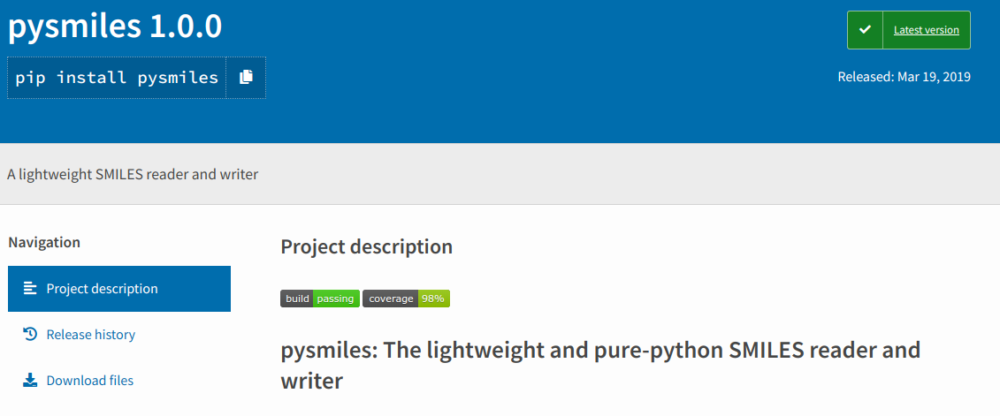 pysmiles 1.0.0
Latest version
pip install pysmiles
Released: Mar 19, 2019
A lightweight SMILES reader and writer
Navigation
Project description
Release history
Download files
Project description
build passing coverage 98%
pysmiles: The lightweight and pure-python SMILES reader and
writer